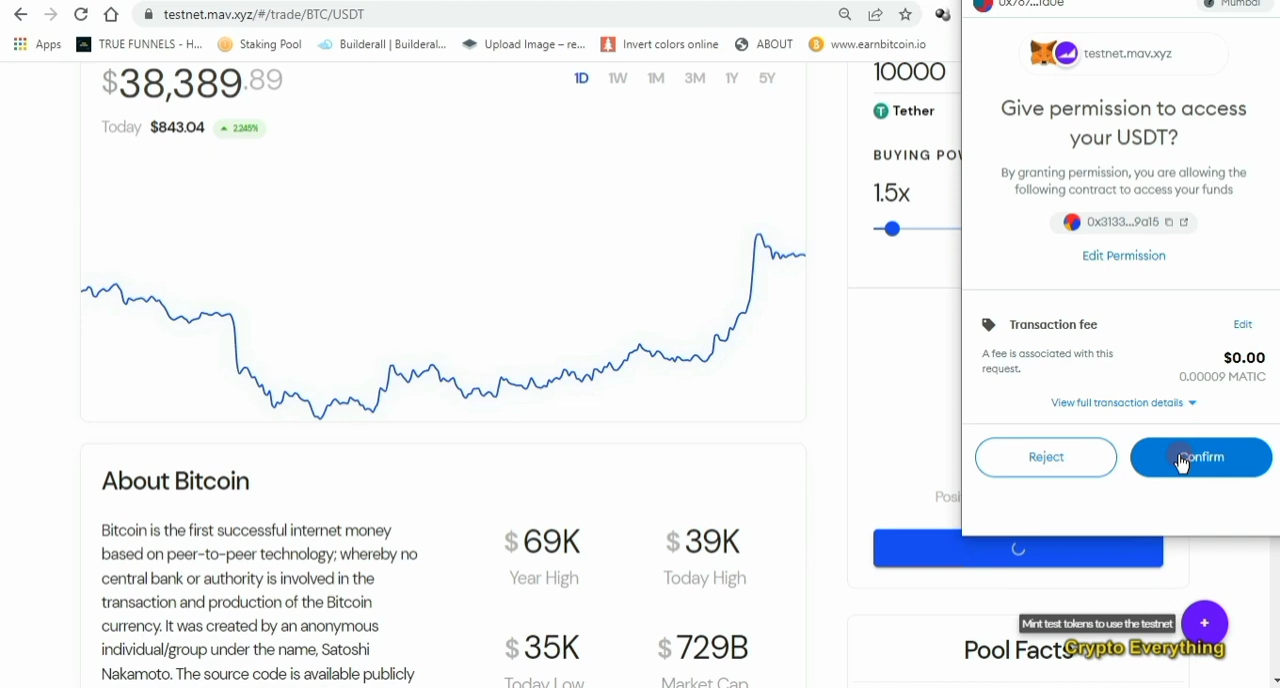 testnet.mav.xyz/#/trade/BTC/USDT
Apps
TRUE FUNNELS - H...
Staking Pool
Builderall | Builderal...
Upload Image – re...
Invert colors online
ABOUT
www.earnbitcoin.io
$38,389.89
1D 1W 1M 3M 1Y 5Y
Today $843.04 2.245%
10000
Tether
BUYING
1.5x
Mumbai
testnet.mav.xyz
Give permission to access
your USDT?
By granting permission, you are allowing the
following contract to access your funds
0x3133...9a15
Edit Permission
Transaction fee
Edit
A fee is associated with this
request.
$0.00
0.00009 MATIC
View full transaction details
Reject
Confirm
About Bitcoin
Bitcoin is the first successful internet money
based on peer-to-peer technology; whereby no
central bank or authority is involved in the
transaction and production of the Bitcoin
currency. It was created by an anonymous
individual/group under the name, Satoshi
Nakamoto. The source code is available publicly
$ 69K
Year High
$ 39K
Today High
$ 35K
Today Low
$ 729B
Market Cap
Mint test tokens to use the testnet
+
Pool Facts
Crypto Everything